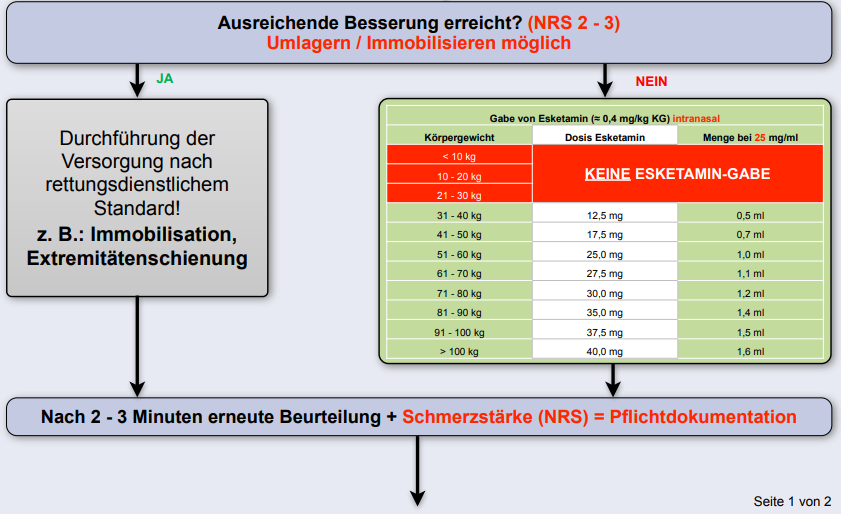 Ausreichende Besserung erreicht? (NRS 2 - 3)
Umlagern / Immobilisieren möglich
JA
NEIN
Durchführung der
Versorgung nach
rettungsdienstlichem
Standard!
z. B.: Immobilisation,
Extremitätenschienung
Gabe von Esketamin (≈ 0,4 mg/kg KG) intranasal
Körpergewicht Dosis Esketamin Menge bei 25 mg/ml
< 10 kg
10 - 20 kg
21 - 30 kg
KEINE ESKETAMIN-GABE
31 - 40 kg 12,5 mg 0,5 ml
41 - 50 kg 17,5 mg 0,7 ml
51 - 60 kg 25,0 mg 1,0 ml
61 - 70 kg 27,5 mg 1,1 ml
71 - 80 kg 30,0 mg 1,2 ml
81 - 90 kg 35,0 mg 1,4 ml
91 - 100 kg 37,5 mg 1,5 ml
> 100 kg 40,0 mg 1,6 ml
Nach 2 - 3 Minuten erneute Beurteilung + Schmerzstärke (NRS) = Pflichtdokumentation
Seite 1 von 2